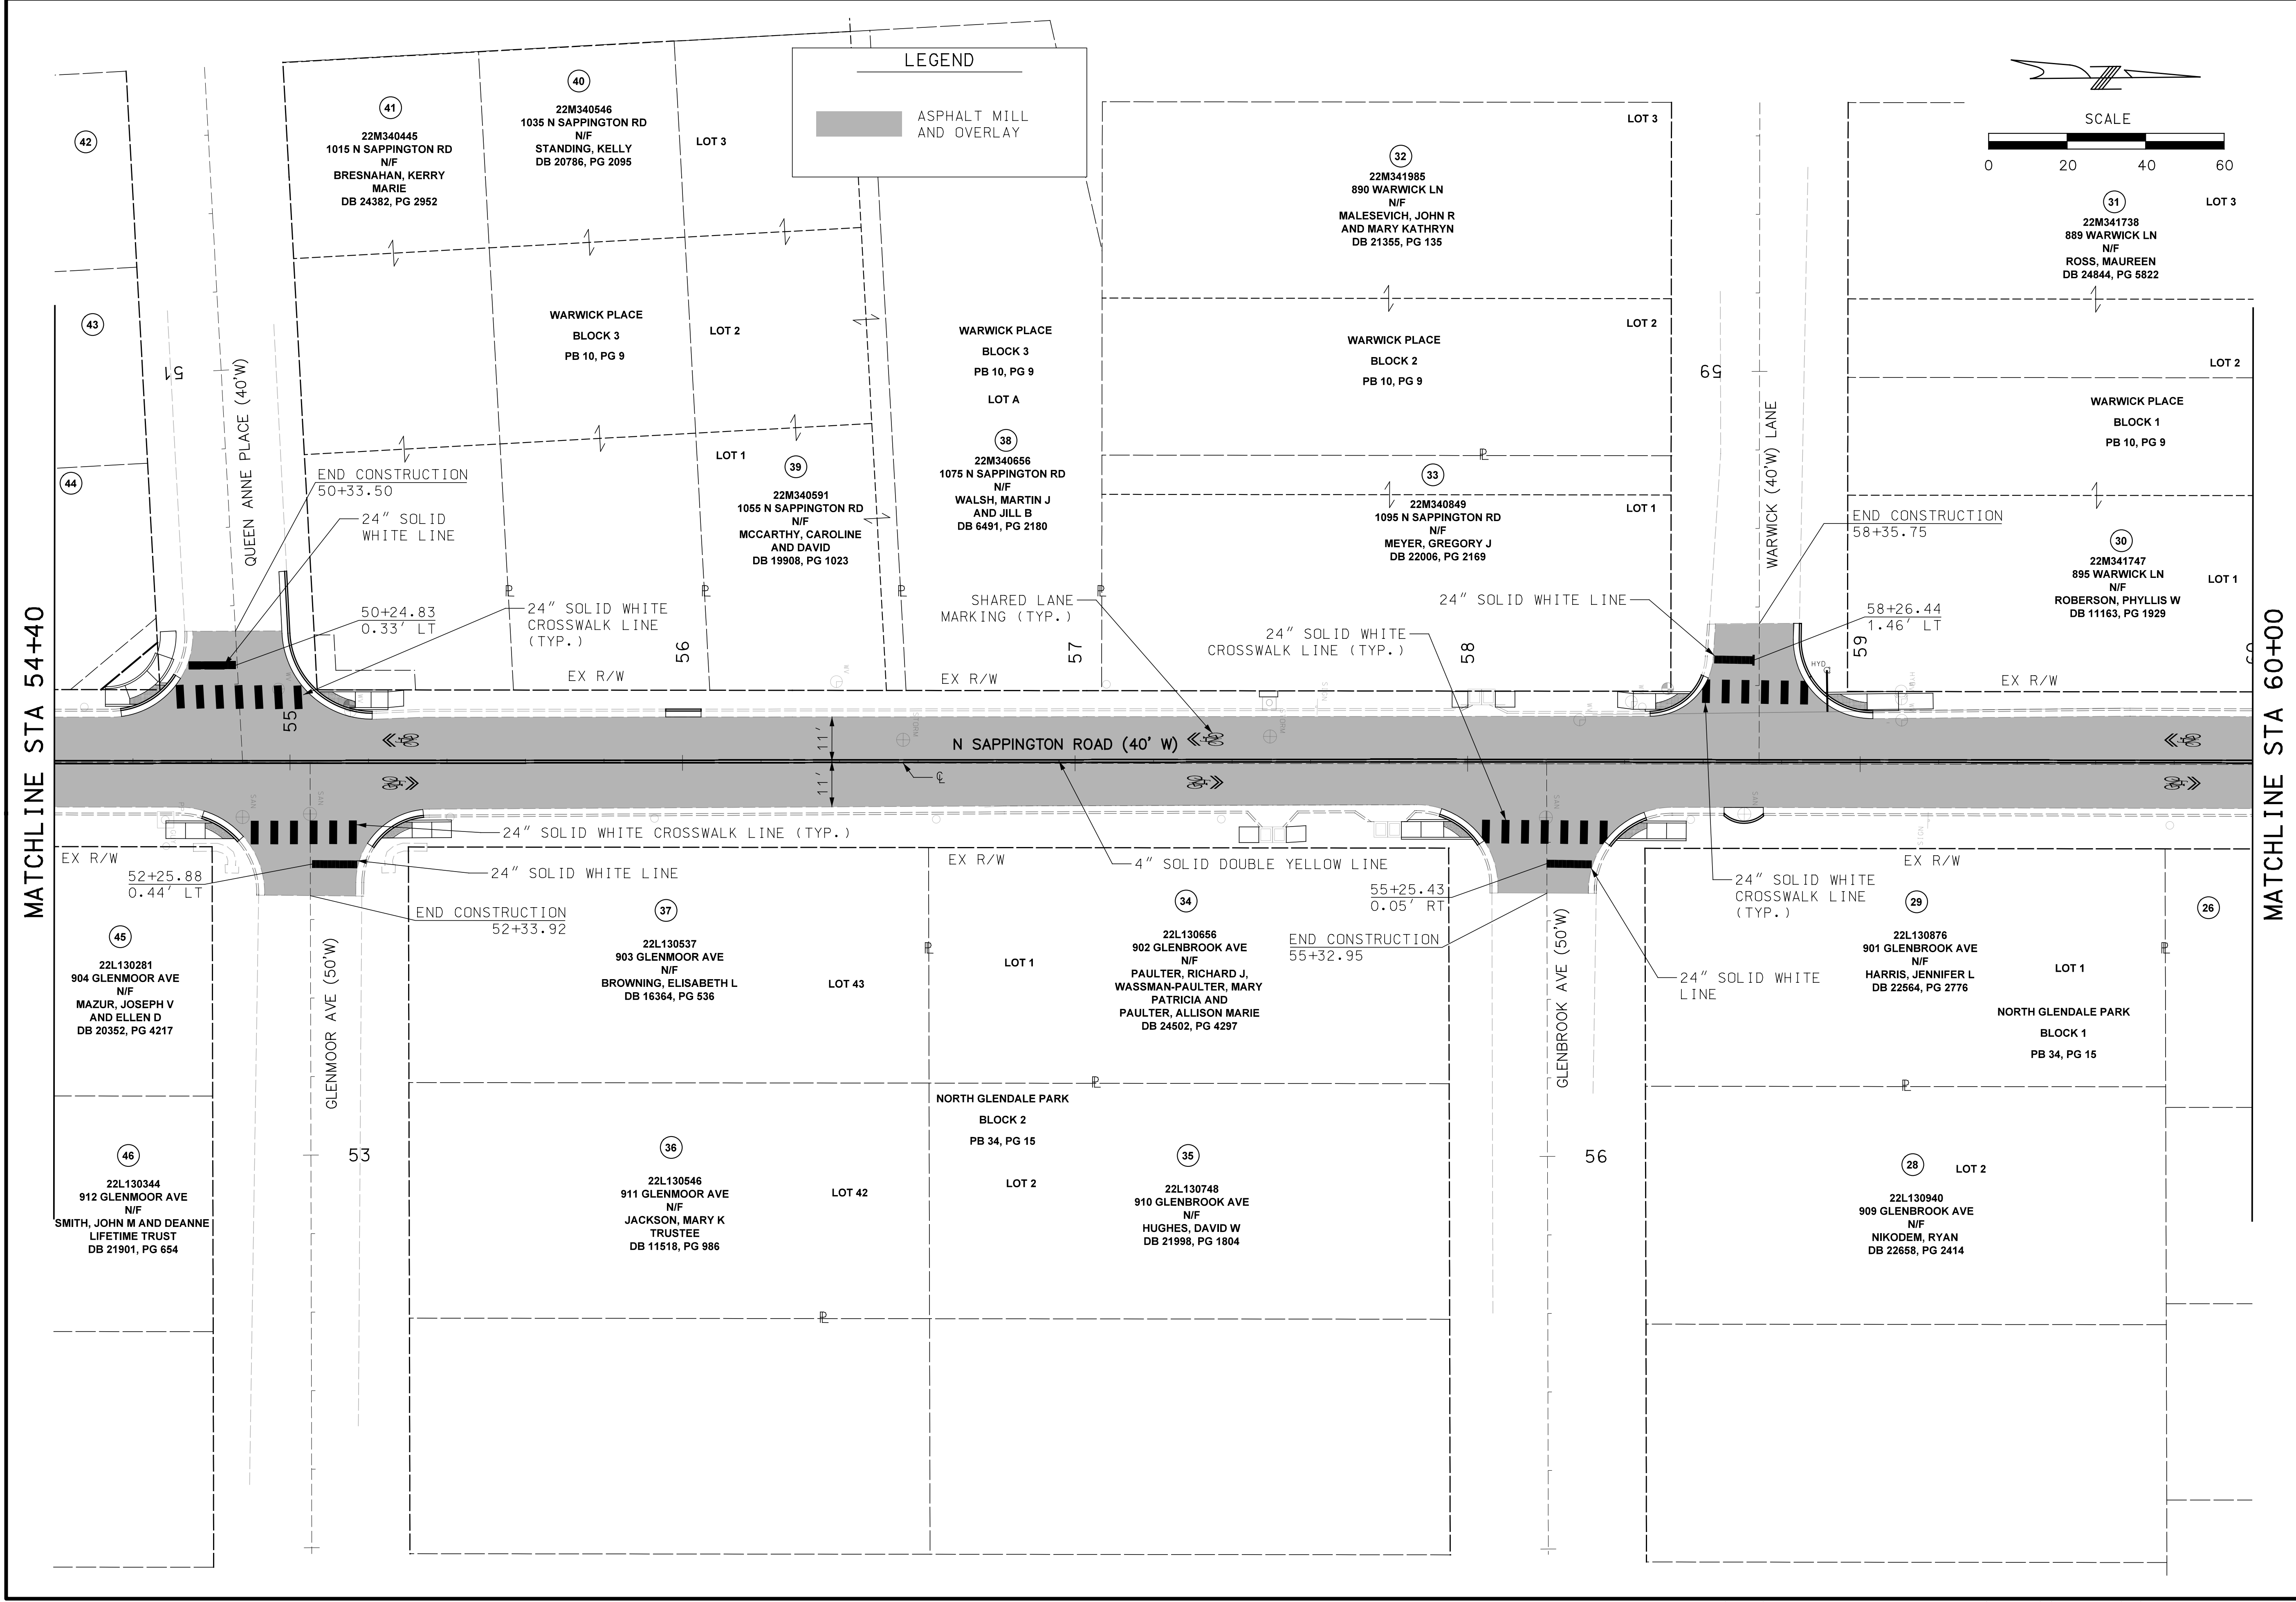 LEGEND
ASPHALT MILL
AND OVERLAY
SCALE
0 20 40 60
MATCHLINE STA 54+40
MATCHLINE STA 60+00
42
43
44
41
22M340445
1015 N SAPPINGTON RD
N/F
BRESNAHAN, KERRY
MARIE
DB 24382, PG 2952
40
22M340546
1035 N SAPPINGTON RD
N/F
STANDING, KELLY
DB 20786, PG 2095
LOT 3
WARWICK PLACE
BLOCK 3
PB 10, PG 9
LOT 2
LOT 1
39
22M340591
1055 N SAPPINGTON RD
N/F
MCCARTHY, CAROLINE
AND DAVID
DB 19908, PG 1023
WARWICK PLACE
BLOCK 3
PB 10, PG 9
LOT A
38
22M340656
1075 N SAPPINGTON RD
N/F
WALSH, MARTIN J
AND JILL B
DB 6491, PG 2180
32
22M341985
890 WARWICK LN
N/F
MALESEVICH, JOHN R
AND MARY KATHRYN
DB 21355, PG 135
LOT 3
WARWICK PLACE
BLOCK 2
PB 10, PG 9
LOT 2
33
22M340849
1095 N SAPPINGTON RD
N/F
MEYER, GREGORY J
DB 22006, PG 2169
LOT 1
31
22M341738
889 WARWICK LN
N/F
ROSS, MAUREEN
DB 24844, PG 5822
LOT 3
LOT 2
WARWICK PLACE
BLOCK 1
PB 10, PG 9
30
22M341747
895 WARWICK LN
N/F
ROBERSON, PHYLLIS W
DB 11163, PG 1929
LOT 1
51
QUEEN ANNE PLACE (40'W)
END CONSTRUCTION
50+33.50
24" SOLID
WHITE LINE
50+24.83
0.33' LT
24" SOLID WHITE
CROSSWALK LINE
(TYP.)
EX R/W
EX R/W
SHARED LANE
MARKING (TYP.)
24" SOLID WHITE
CROSSWALK LINE (TYP.)
24" SOLID WHITE LINE
59
WARWICK (40'W) LANE
END CONSTRUCTION
58+35.75
58+26.44
1.46' LT
HYD
EX R/W
55
56
57
58
59
11'
11'
N SAPPINGTON ROAD (40' W)
24" SOLID WHITE CROSSWALK LINE (TYP.)
EX R/W
52+25.88
0.44' LT
24" SOLID WHITE LINE
END CONSTRUCTION
52+33.92
EX R/W
4" SOLID DOUBLE YELLOW LINE
55+25.43
0.05' RT
END CONSTRUCTION
55+32.95
24" SOLID WHITE
CROSSWALK LINE
(TYP.)
24" SOLID WHITE
LINE
EX R/W
GLENMOOR AVE (50'W)
53
GLENBROOK AVE (50'W)
56
45
22L130281
904 GLENMOOR AVE
N/F
MAZUR, JOSEPH V
AND ELLEN D
DB 20352, PG 4217
46
22L130344
912 GLENMOOR AVE
N/F
SMITH, JOHN M AND DEANNE
LIFETIME TRUST
DB 21901, PG 654
37
22L130537
903 GLENMOOR AVE
N/F
BROWNING, ELISABETH L
DB 16364, PG 536
LOT 43
36
22L130546
911 GLENMOOR AVE
N/F
JACKSON, MARY K
TRUSTEE
DB 11518, PG 986
LOT 42
LOT 1
34
22L130656
902 GLENBROOK AVE
N/F
PAULTER, RICHARD J,
WASSMAN-PAULTER, MARY
PATRICIA AND
PAULTER, ALLISON MARIE
DB 24502, PG 4297
NORTH GLENDALE PARK
BLOCK 2
PB 34, PG 15
LOT 2
35
22L130748
910 GLENBROOK AVE
N/F
HUGHES, DAVID W
DB 21998, PG 1804
29
22L130876
901 GLENBROOK AVE
N/F
HARRIS, JENNIFER L
DB 22564, PG 2776
LOT 1
NORTH GLENDALE PARK
BLOCK 1
PB 34, PG 15
26
28
LOT 2
22L130940
909 GLENBROOK AVE
N/F
NIKODEM, RYAN
DB 22658, PG 2414